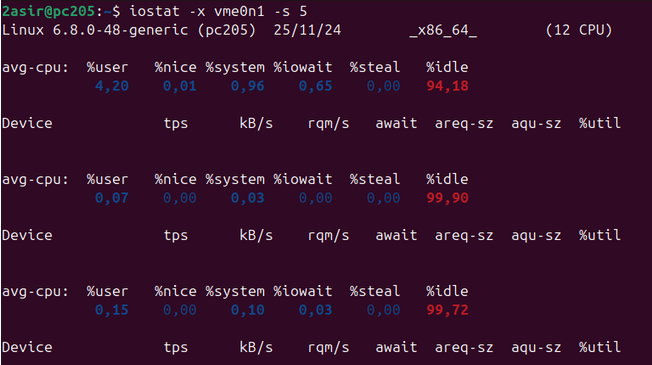 2asir@pc205:~$ iostat -x vme0n1 -s 5
Linux 6.8.0-48-generic (pc205) 25/11/24 _x86_64_ (12 CPU)
avg-cpu: %user %nice %system %iowait %steal %idle
4,20 0,01 0,96 0,65 0,00 94,18
Device tps kB/s rqm/s await areq-sz aqu-sz %util
avg-cpu: %user %nice %system %iowait %steal %idle
0,07 0,00 0,03 0,00 0,00 99,90
Device tps kB/s rqm/s await areq-sz aqu-sz %util
avg-cpu: %user %nice %system %iowait %steal %idle
0,15 0,00 0,10 0,03 0,00 99,72
Device tps kB/s rqm/s await areq-sz aqu-sz %util